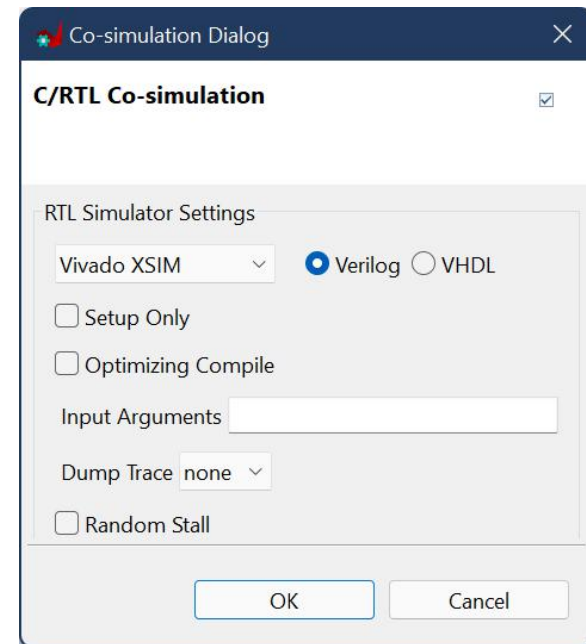 Co-simulation Dialog
C/RTL Co-simulation
RTL Simulator Settings
Vivado XSIM Verilog VHDL
Setup Only
Optimizing Compile
Input Arguments
Dump Trace none
Random Stall
OK Cancel